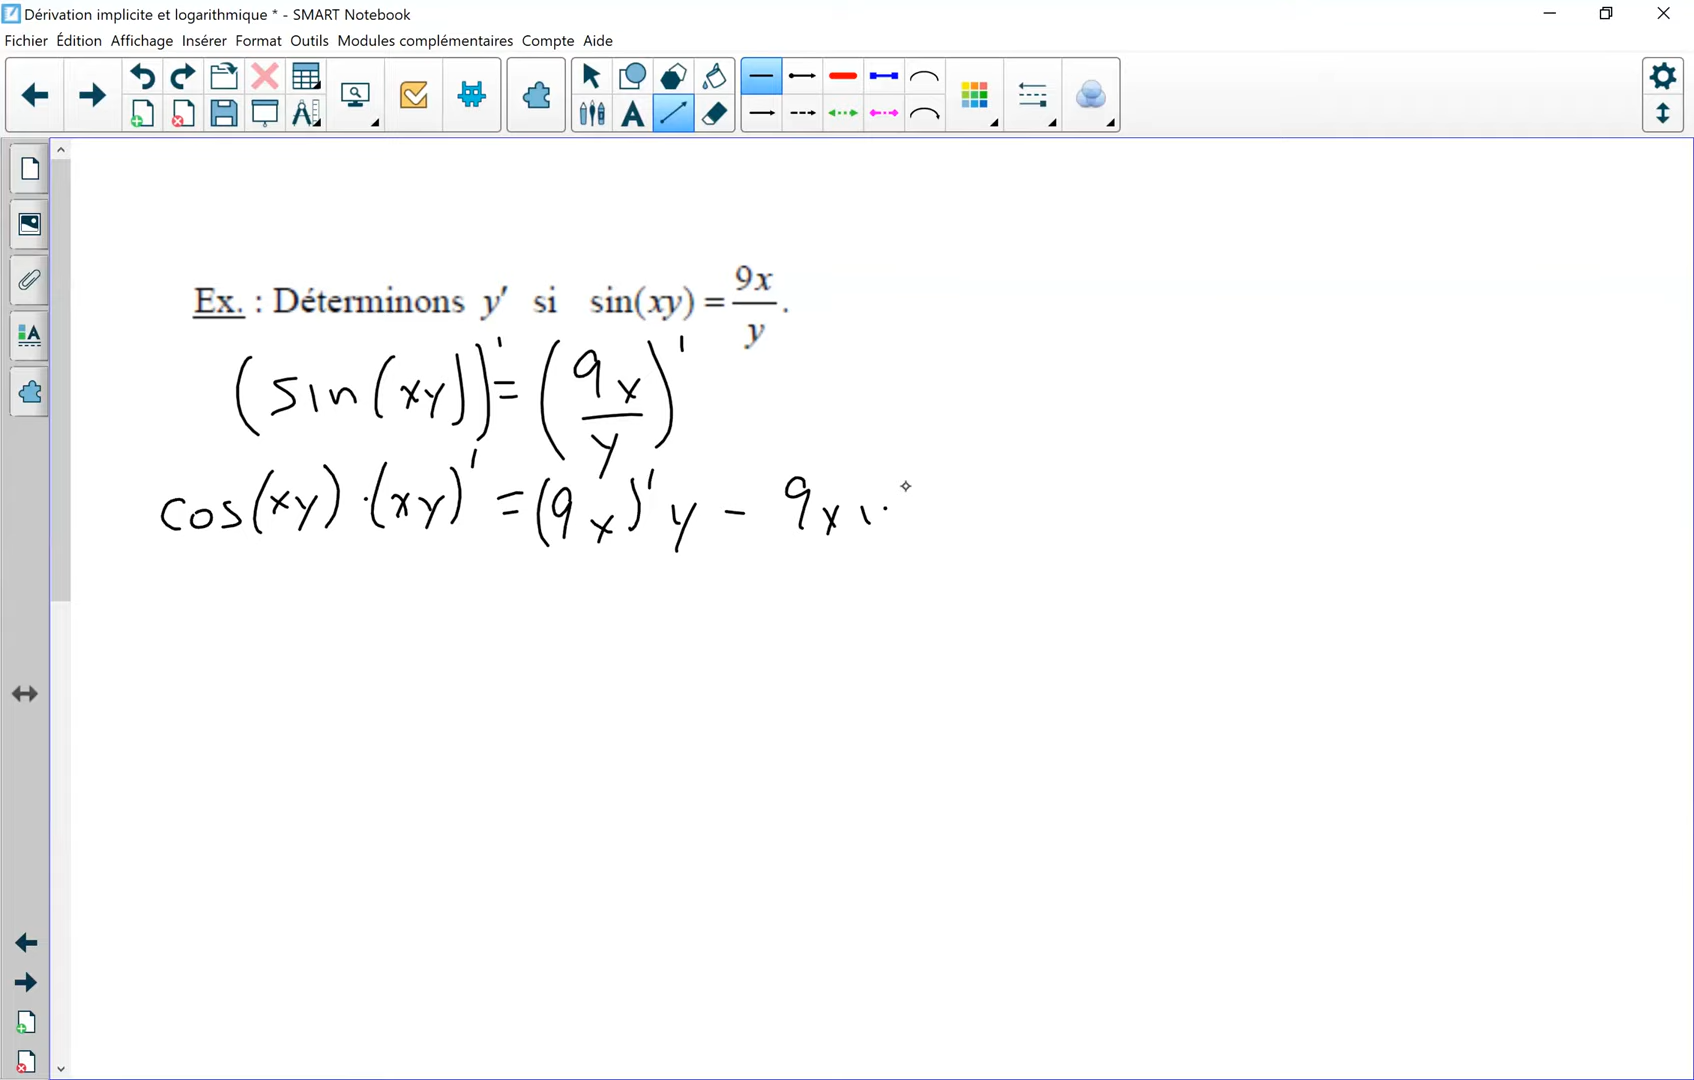 Dérivation implicite et logarithmique * - SMART Notebook
Fichier Édition Affichage Insérer Format Outils Modules complémentaires Compte Aide
Ex. : Déterminons y' si sin(xy) = 9x/y.
(sin(xy))' = (9x/y)'
cos(xy) · (xy)' = (9x)' y - 9x